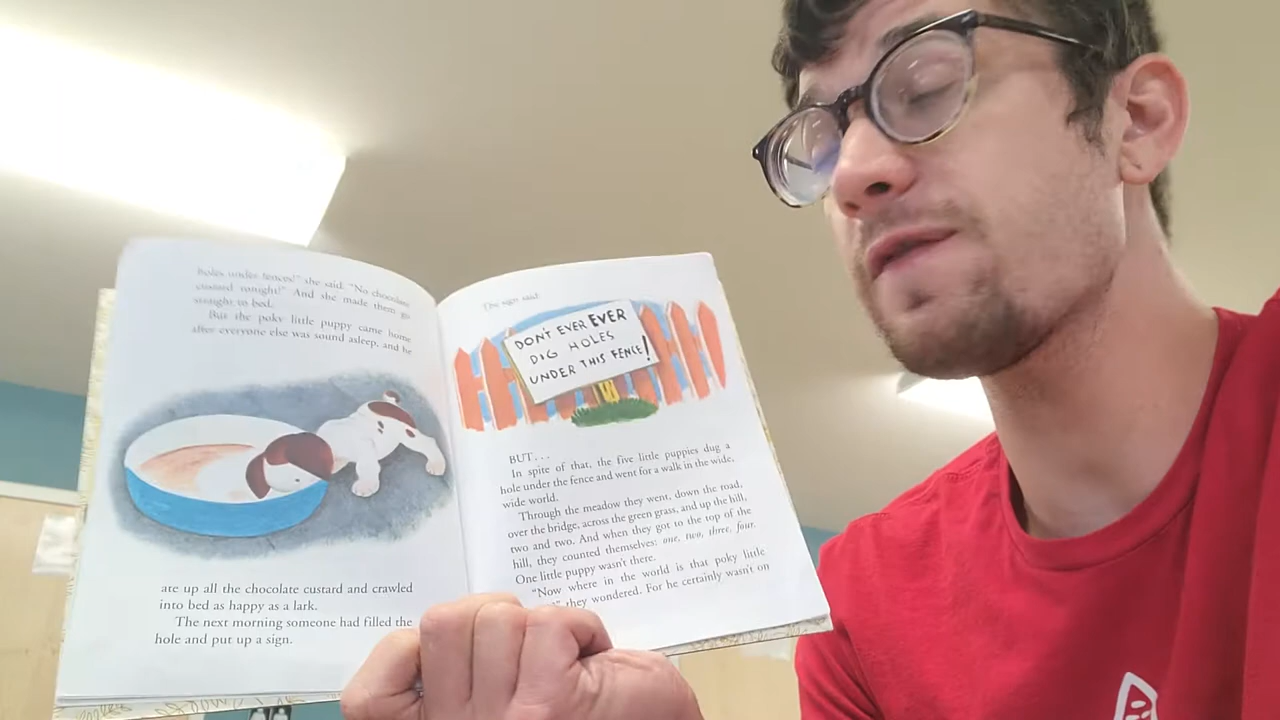 holes under fences!" she said. "No chocolate
custard tonight!" And she made them go
straight to bed.
But the poky little puppy came home
after everyone else was sound asleep, and he
ate up all the chocolate custard and crawled
into bed as happy as a lark.
The next morning someone had filled the
hole and put up a sign.
The sign said:
DON'T EVER EVER
DIG HOLES
UNDER THIS FENCE!
BUT...
In spite of that, the five little puppies dug a
hole under the fence and went for a walk in the wide,
wide world.
Through the meadow they went, down the road,
over the bridge, across the green grass, and up the hill,
two and two. And when they got to the top of the
hill, they counted themselves: one, two, three, four.
One little puppy wasn't there.
"Now where in the world is that poky little
they wondered. For he certainly wasn't on